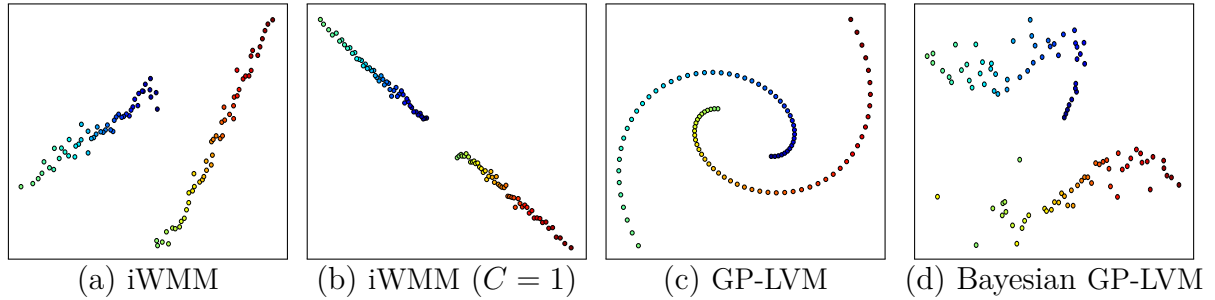 (a) iWMM
(b) iWMM (C = 1)
(c) GP-LVM
(d) Bayesian GP-LVM